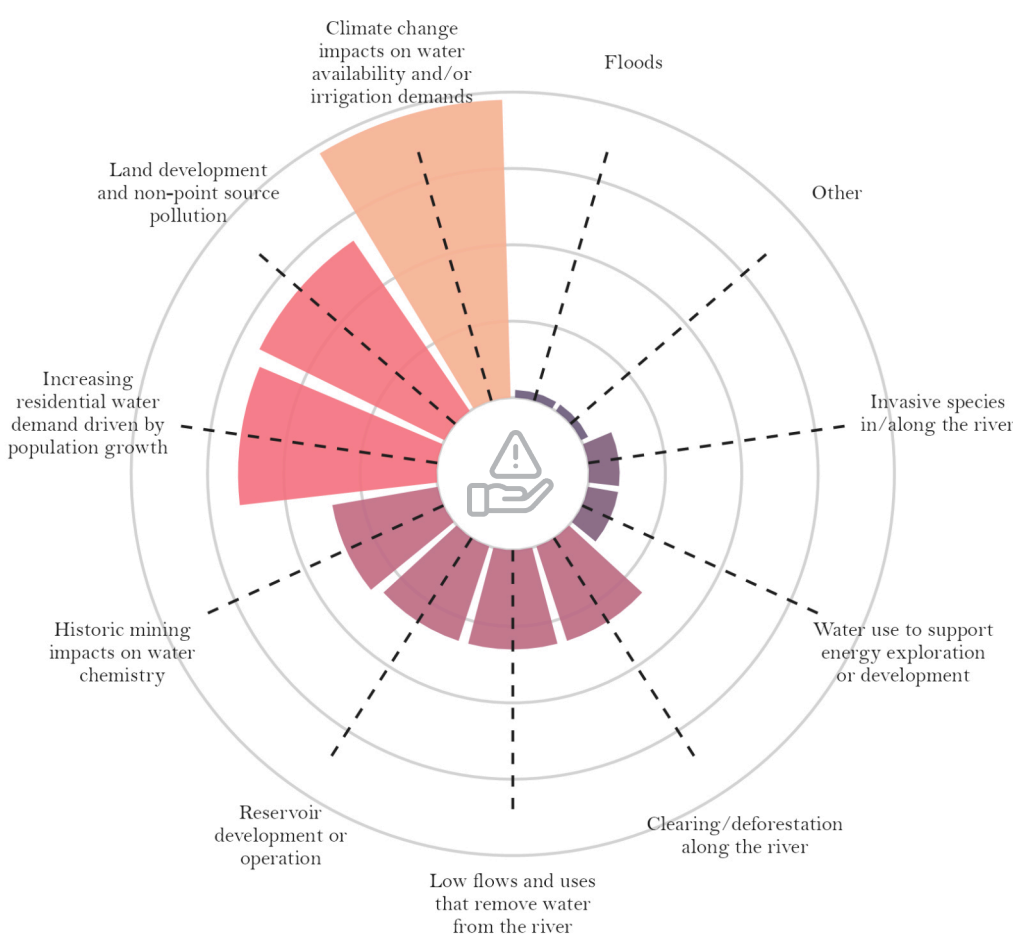 Climate change
impacts on water
availability and/or
irrigation demands
Floods
Other
Invasive species
in/along the river
Water use to support
energy exploration
or development
Clearing/deforestation
along the river
Low flows and uses
that remove water
from the river
Reservoir
development or
operation
Historic mining
impacts on water
chemistry
Increasing
residential water
demand driven by
population growth
Land development
and non-point source
pollution